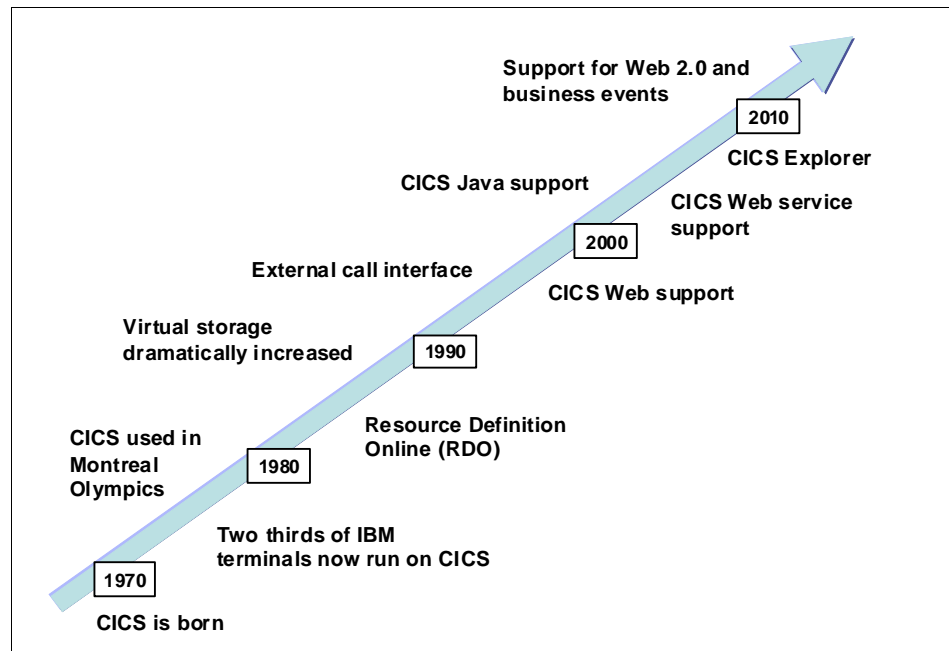 Support for Web 2.0 and
business events
2010
CICS Explorer
CICS Java support
CICS Web service
support
2000
External call interface
CICS Web support
Virtual storage
dramatically increased
1990
Resource Definition
Online (RDO)
CICS used in
Montreal
Olympics
1980
Two thirds of IBM
terminals now run on CICS
1970
CICS is born